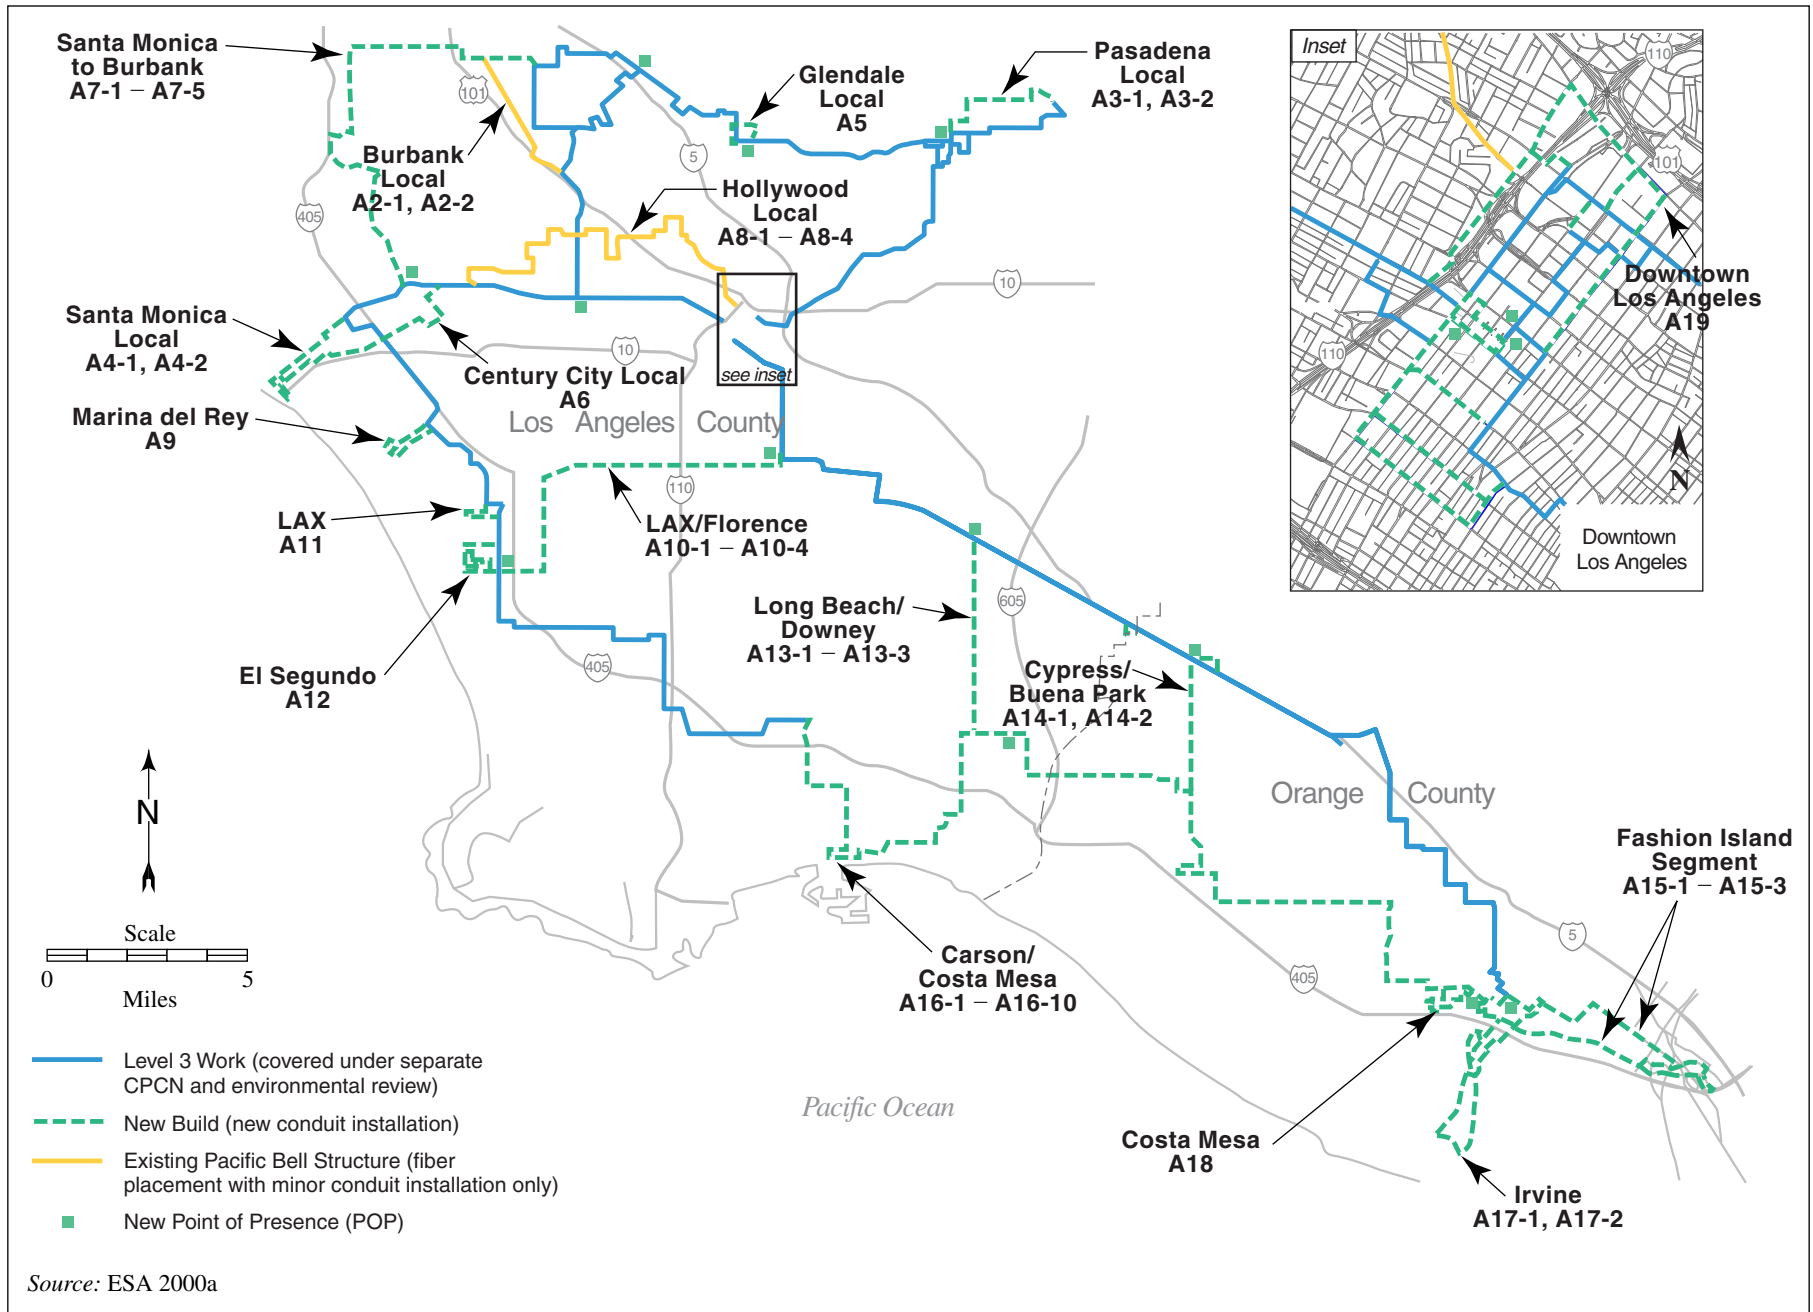 Santa Monica
to Burbank
A7-1 – A7-5
101
Glendale
Local
A5
Pasadena
Local
A3-1, A3-2
5
Burbank
Local
A2-1, A2-2
405
Hollywood
Local
A8-1 – A8-4
10
Santa Monica
Local
A4-1, A4-2
10
see inset
Century City Local
A6
Marina del Rey
A9
Los Angeles County
110
LAX
A11
LAX/Florence
A10-1 – A10-4
605
Long Beach/
Downey
A13-1 – A13-3
El Segundo
A12
405
Cypress/
Buena Park
A14-1, A14-2
Orange County
Fashion Island
Segment
A15-1 – A15-3
5
405
Carson/
Costa Mesa
A16-1 – A16-10
Costa Mesa
A18
Irvine
A17-1, A17-2
Pacific Ocean
Inset
110
101
Downtown
Los Angeles
A19
110
N
Downtown
Los Angeles
N
Scale
0 5
Miles
Level 3 Work (covered under separate
CPCN and environmental review)
New Build (new conduit installation)
Existing Pacific Bell Structure (fiber
placement with minor conduit installation only)
New Point of Presence (POP)
Source: ESA 2000a